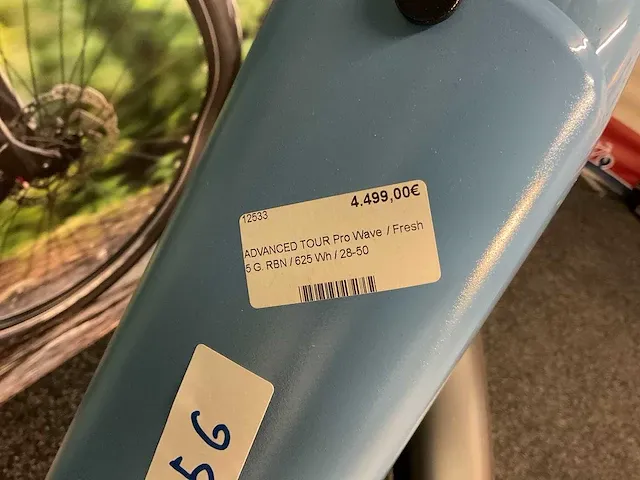 12533
4.499,00€
ADVANCED TOUR Pro Wave / Fresh
5 G. RBN / 625 Wh / 28-50
56